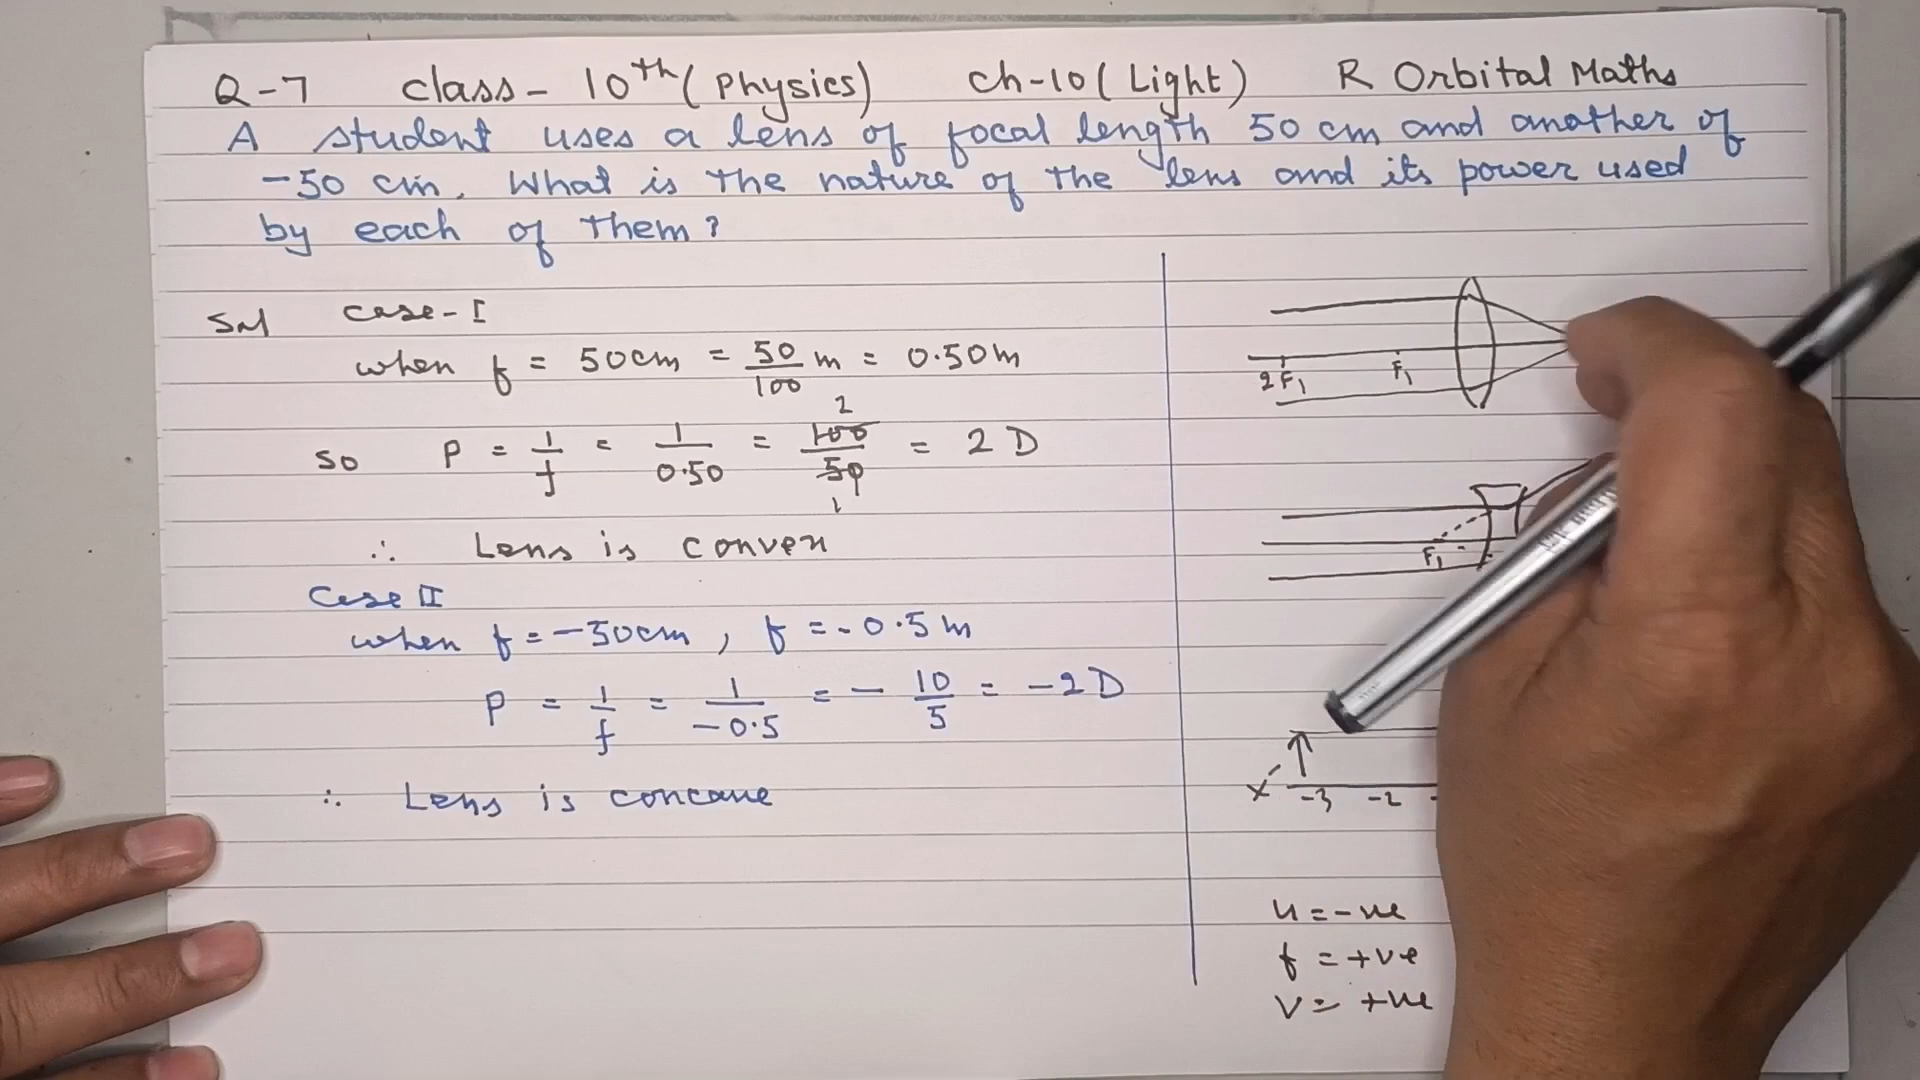 Q-7 class- 10th (Physics) Ch-10 (Light) R Orbital Maths
A student uses a lens of focal length 50 cm and another of
-50 cm. What is the nature of the lens and its power used
by each of them?
Sol case-I
when f = 50cm = 50/100 m = 0.50m
so P = 1/f = 1/0.50 = 100/50 = 2 D
2
1
∴ Lens is convex
Case II
when f = -50cm, f = -0.5m
P = 1/f = 1/-0.5 = - 10/5 = -2D
∴ Lens is concave
2F1 F1
F1
X -3 -2
u = -ve
f = +ve
v = +ve